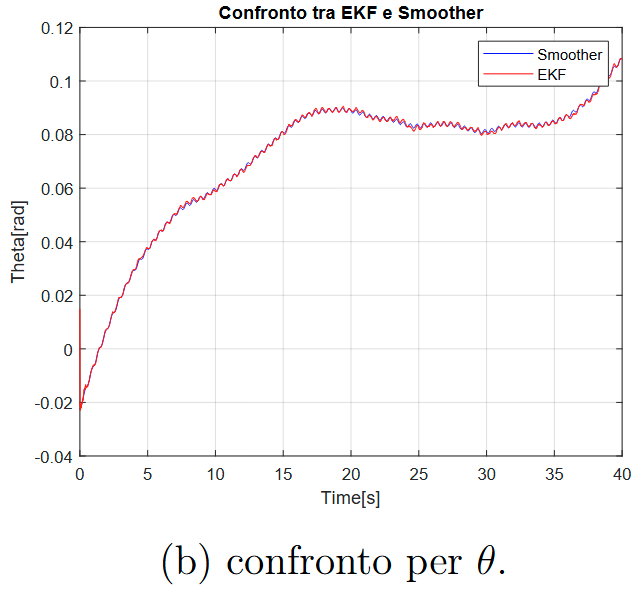 Confronto tra EKF e Smoother
0.12
0.1
0.08
0.06
0.04
0.02
0
-0.02
-0.04
Theta[rad]
Smoother
EKF
0 5 10 15 20 25 30 35 40
Time[s]
(b) confronto per θ.